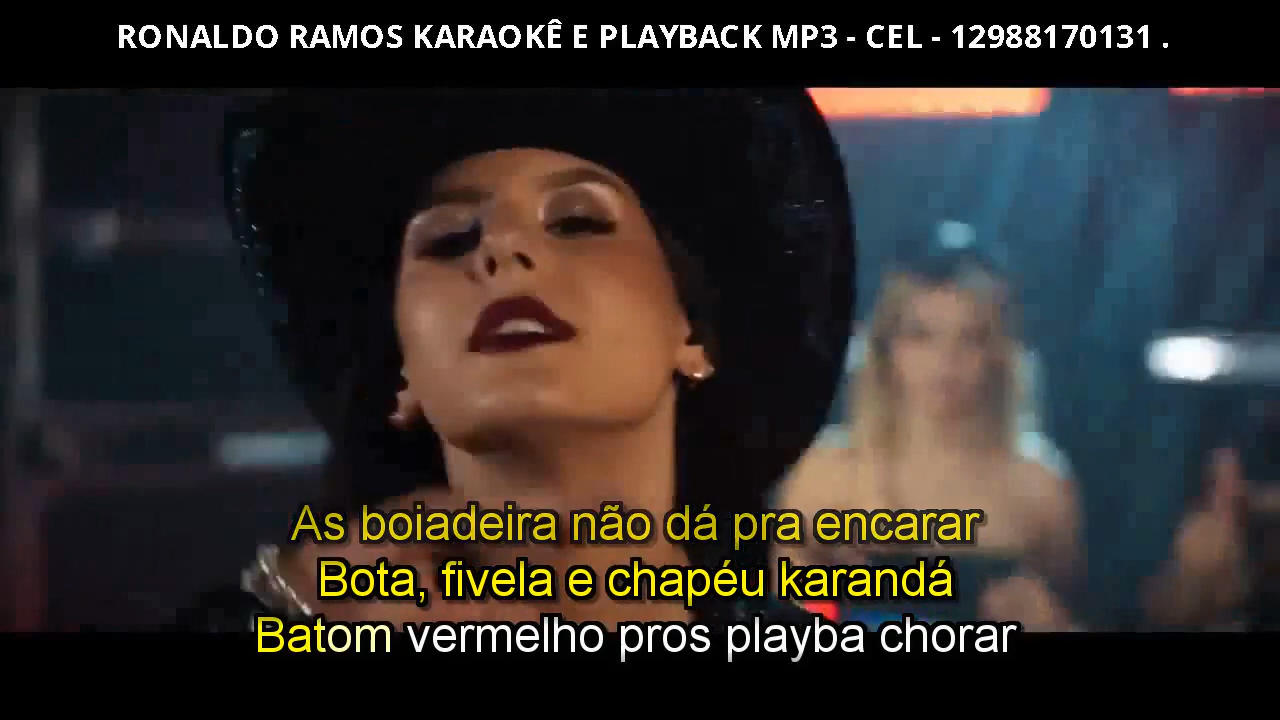 RONALDO RAMOS KARAOKÊ E PLAYBACK MP3 - CEL - 12988170131 .
As boiadeira não dá pra encarar
Bota, fivela e chapéu karandá
Batom vermelho pros playba chorar